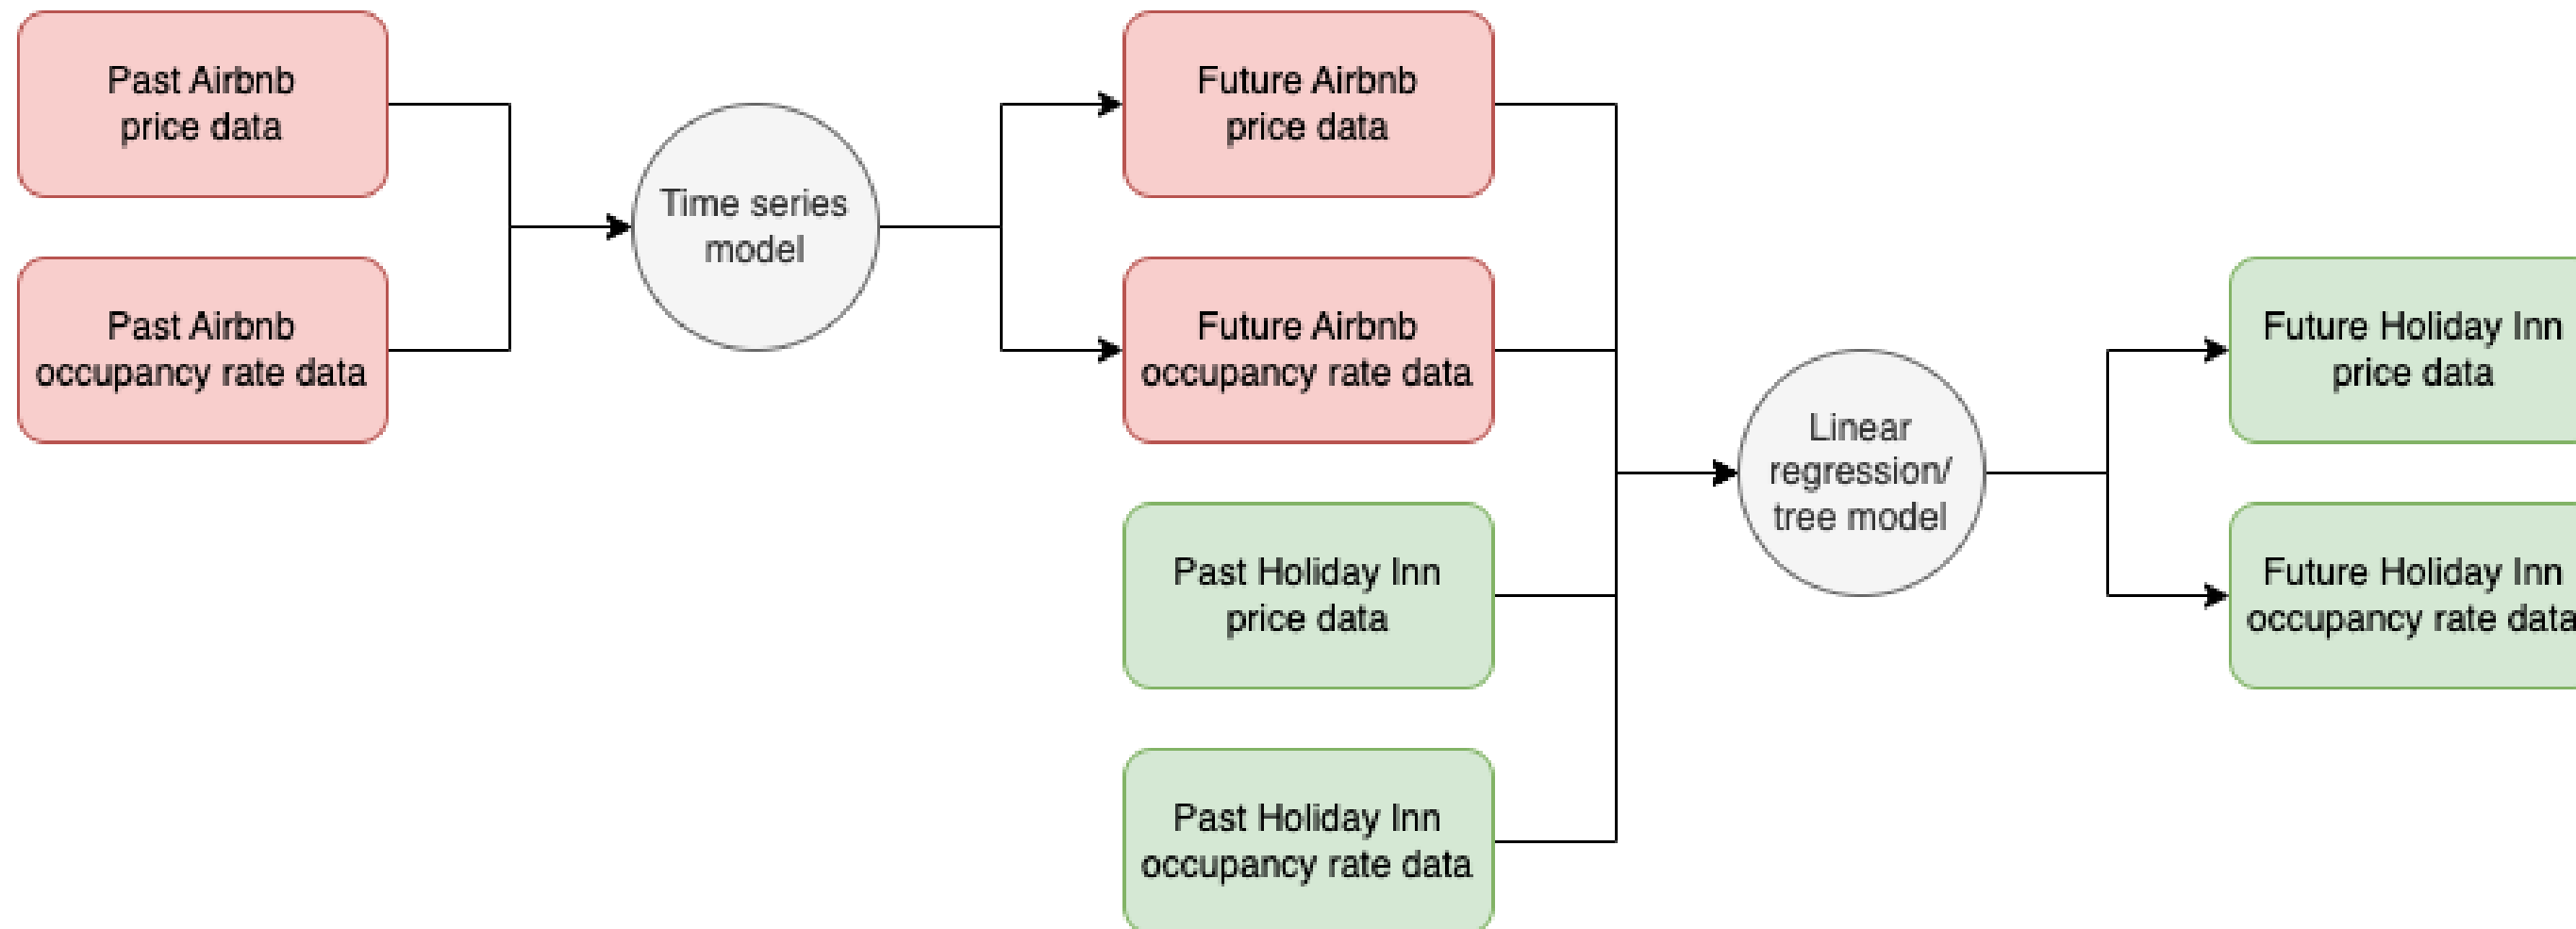 Past Airbnb
price data
Past Airbnb
occupancy rate data
Time series
model
Future Airbnb
price data
Future Airbnb
occupancy rate data
Past Holiday Inn
price data
Past Holiday Inn
occupancy rate data
Linear
regression/
tree model
Future Holiday Inn
price data
Future Holiday Inn
occupancy rate data